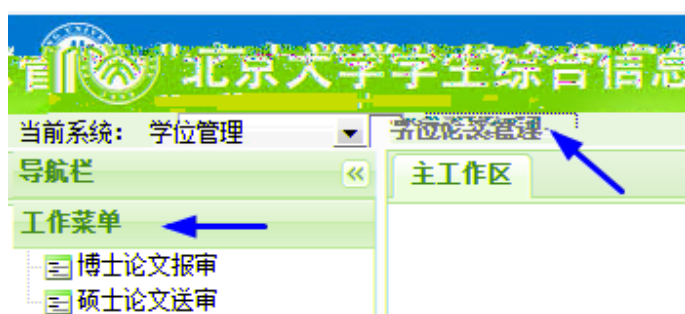 北京大学学生综合信息
当前系统： 学位管理 学位论文管理
导航栏 主工作区
工作菜单
博士论文报审
硕士论文送审